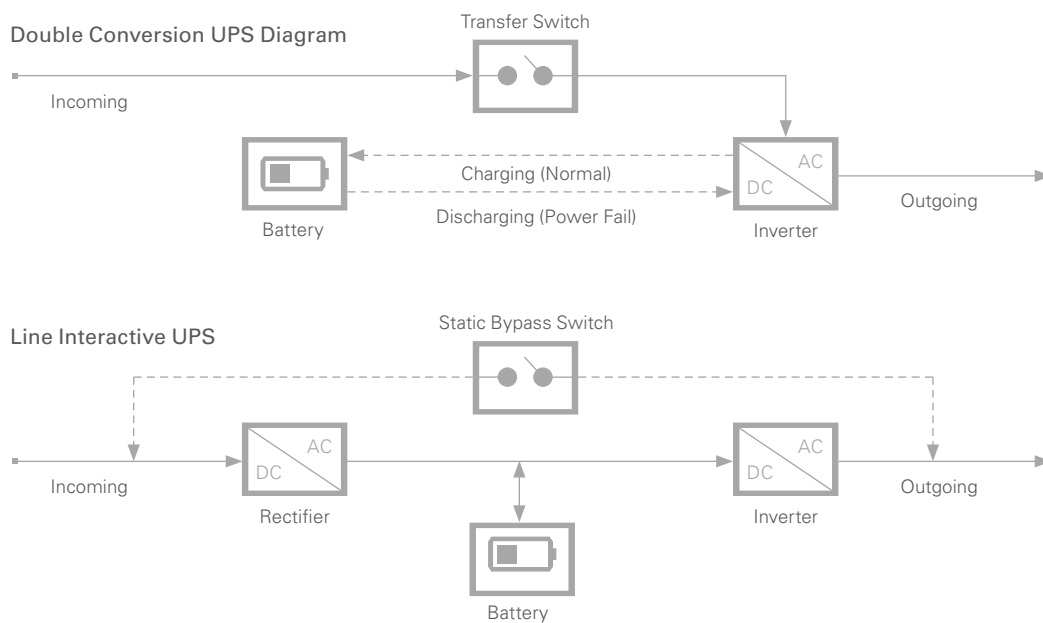 Transfer Switch
Double Conversion UPS Diagram
Incoming
Charging (Normal)
AC
DC
Outgoing
Discharging (Power Fail)
Battery
Inverter
Static Bypass Switch
Line Interactive UPS
AC
DC
AC
DC
Incoming
Outgoing
Rectifier
Inverter
Battery